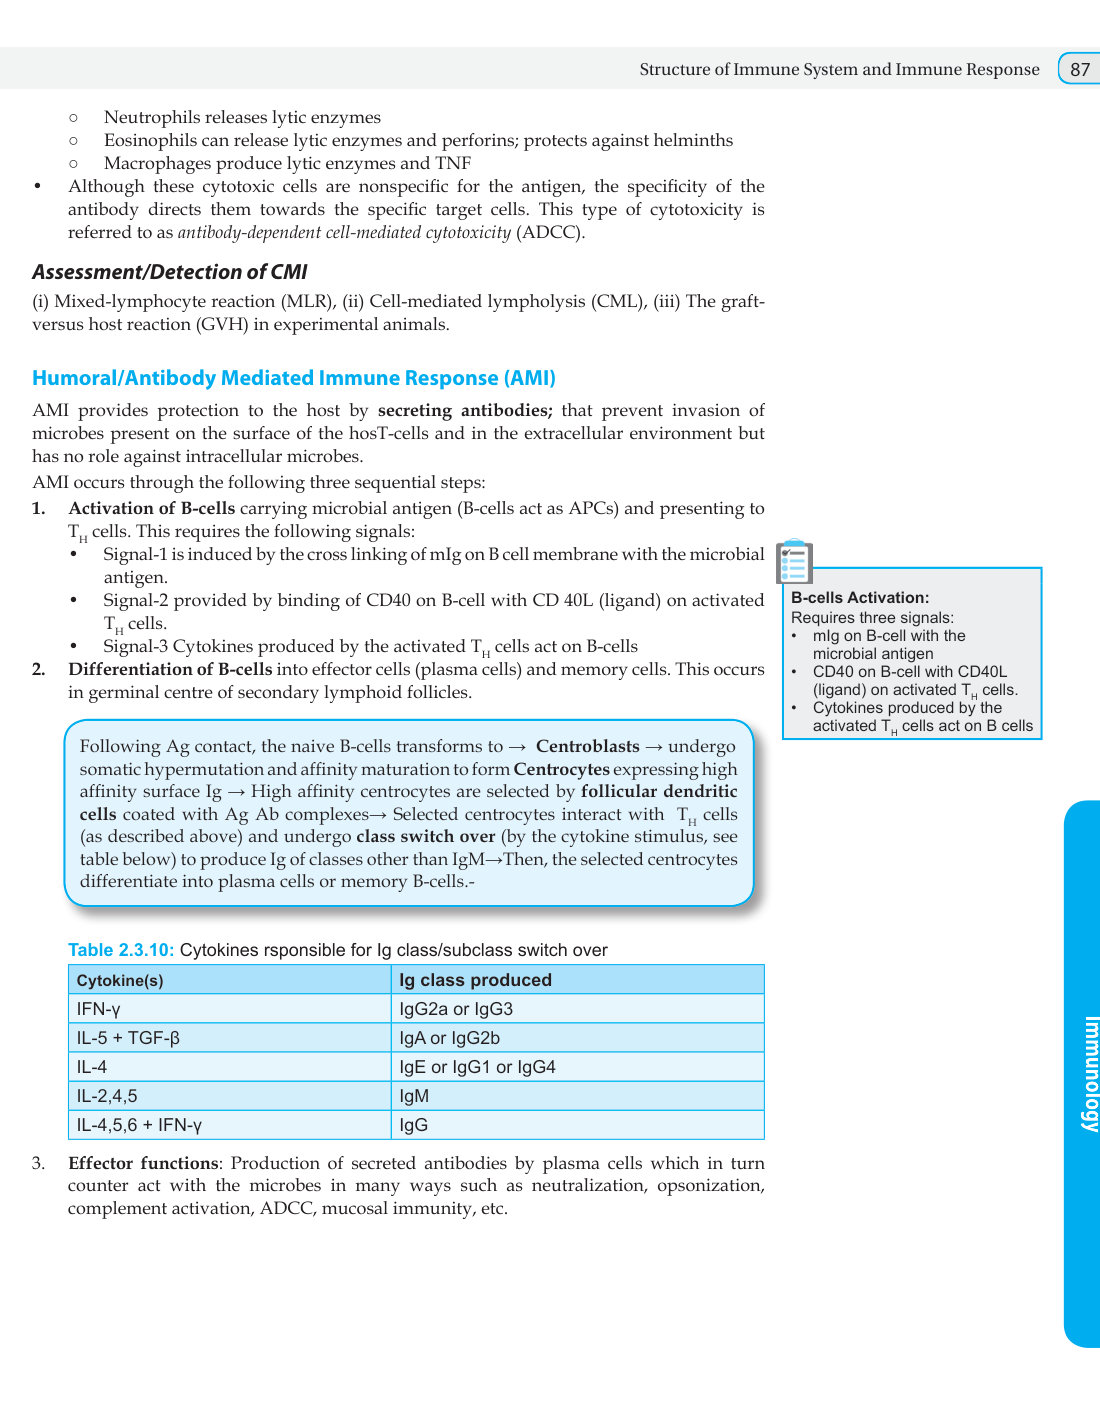 Structure of Immune System and Immune Response 87
○ Neutrophils releases lytic enzymes
○ Eosinophils can release lytic enzymes and perforins; protects against helminths
○ Macrophages produce lytic enzymes and TNF
• Although these cytotoxic cells are nonspecific for the antigen, the specificity of the
antibody directs them towards the specific target cells. This type of cytotoxicity is
referred to as antibody-dependent cell-mediated cytotoxicity (ADCC).
Assessment/Detection of CMI
(i) Mixed-lymphocyte reaction (MLR), (ii) Cell-mediated lympholysis (CML), (iii) The graft-
versus host reaction (GVH) in experimental animals.
Humoral/Antibody Mediated Immune Response (AMI)
AMI provides protection to the host by secreting antibodies; that prevent invasion of
microbes present on the surface of the hosT-cells and in the extracellular environment but
has no role against intracellular microbes.
AMI occurs through the following three sequential steps:
1. Activation of B-cells carrying microbial antigen (B-cells act as APCs) and presenting to
TH cells. This requires the following signals:
• Signal-1 is induced by the cross linking of mIg on B cell membrane with the microbial
antigen.
• Signal-2 provided by binding of CD40 on B-cell with CD 40L (ligand) on activated
TH cells.
• Signal-3 Cytokines produced by the activated TH cells act on B-cells
2. Differentiation of B-cells into effector cells (plasma cells) and memory cells. This occurs
in germinal centre of secondary lymphoid follicles.
B-cells Activation:
Requires three signals:
• mIg on B-cell with the
microbial antigen
• CD40 on B-cell with CD40L
(ligand) on activated TH cells.
• Cytokines produced by the
activated TH cells act on B cells
Following Ag contact, the naive B-cells transforms to → Centroblasts → undergo
somatic hypermutation and affinity maturation to form Centrocytes expressing high
affinity surface Ig → High affinity centrocytes are selected by follicular dendritic
cells coated with Ag Ab complexes→ Selected centrocytes interact with TH cells
(as described above) and undergo class switch over (by the cytokine stimulus, see
table below) to produce Ig of classes other than IgM→Then, the selected centrocytes
differentiate into plasma cells or memory B-cells.-
Table 2.3.10: Cytokines rsponsible for Ig class/subclass switch over
Cytokine(s) Ig class produced
IFN-γ IgG2a or IgG3
IL-5 + TGF-β IgA or IgG2b
IL-4 IgE or IgG1 or IgG4
IL-2,4,5 IgM
IL-4,5,6 + IFN-γ IgG
3. Effector functions: Production of secreted antibodies by plasma cells which in turn
counter act with the microbes in many ways such as neutralization, opsonization,
complement activation, ADCC, mucosal immunity, etc.
Immunology